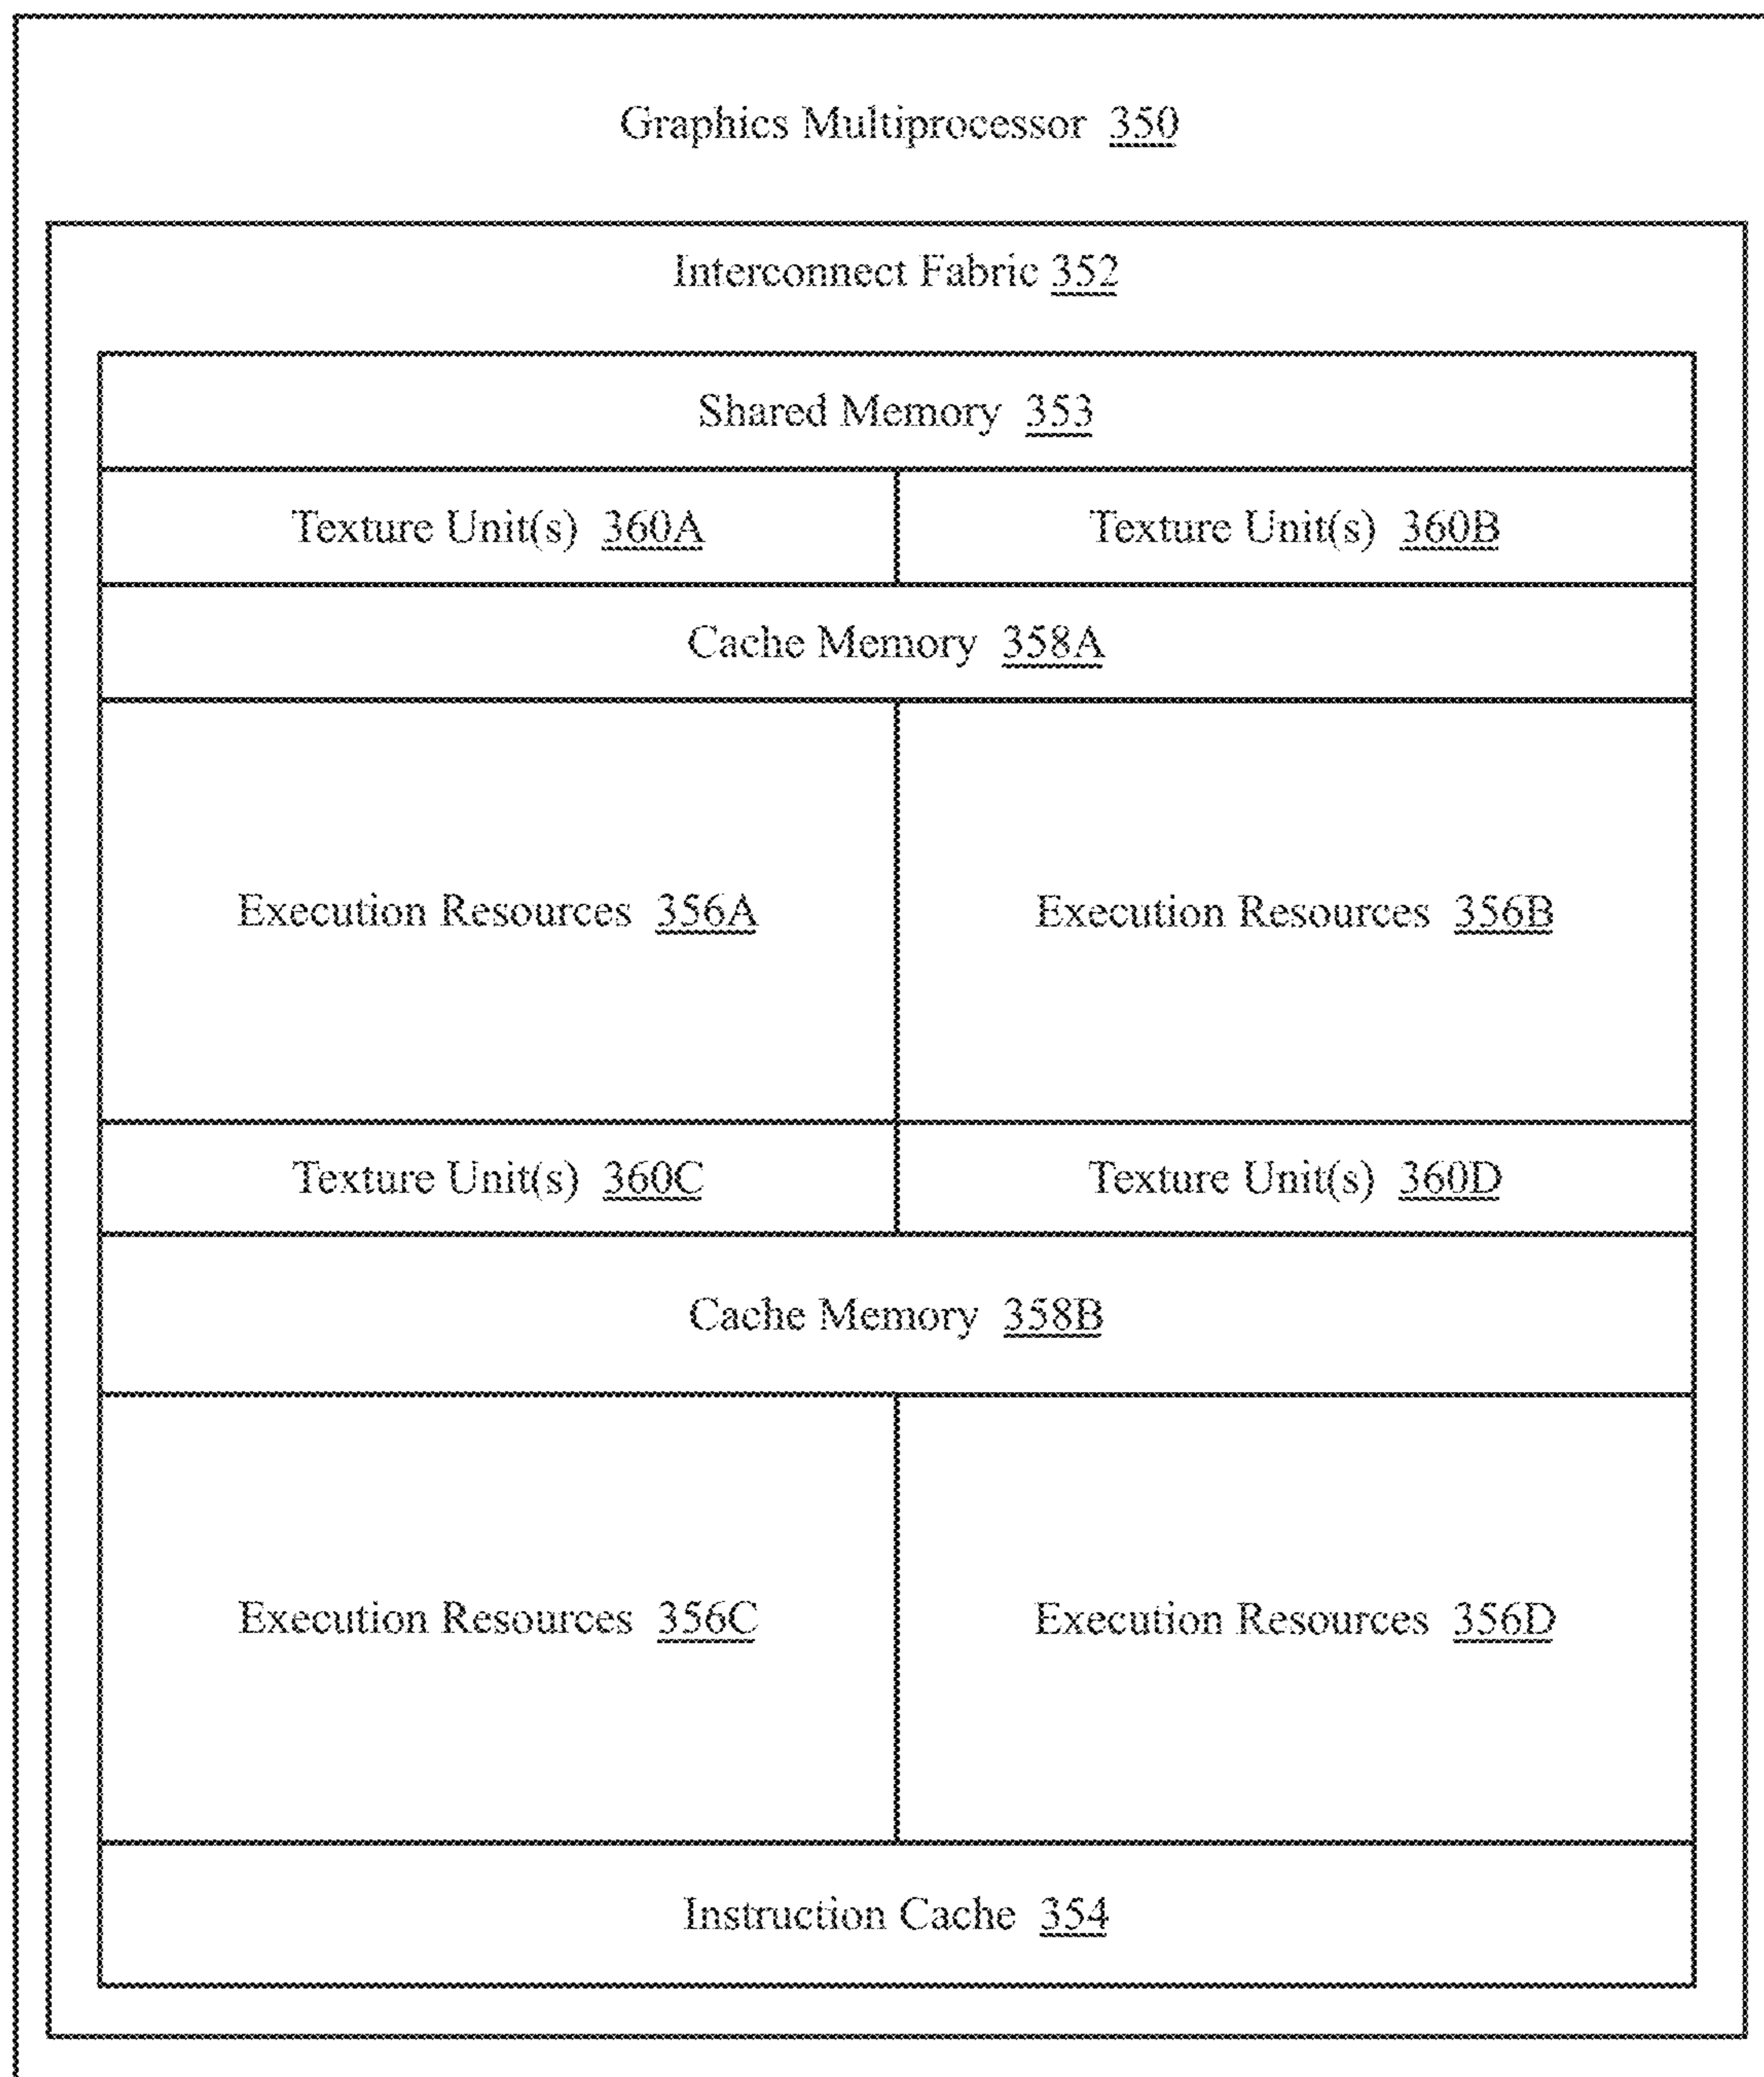 Graphics Multiprocessor 350
Interconnect Fabric 352
Shared Memory 353
Texture Unit(s) 360A
Texture Unit(s) 360B
Cache Memory 358A
Execution Resources 356A
Execution Resources 356B
Texture Unit(s) 360C
Texture Unit(s) 360D
Cache Memory 358B
Execution Resources 356C
Execution Resources 356D
Instruction Cache 354